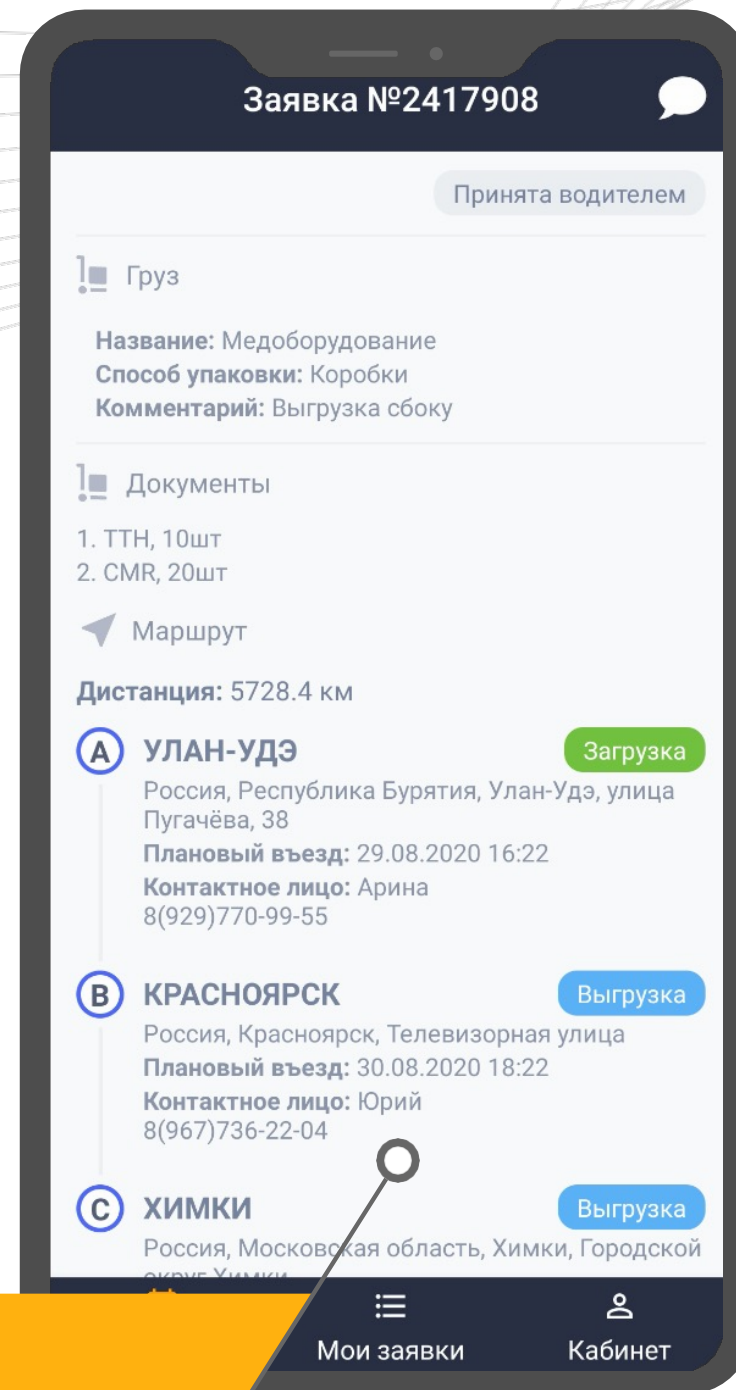 Заявка №2417908
Принята водителем
Груз
Название: Медоборудование
Способ упаковки: Коробки
Комментарий: Выгрузка сбоку
Документы
1. ТТН, 10шт
2. CMR, 20шт
Маршрут
Дистанция: 5728.4 км
A УЛАН-УДЭ Загрузка
Россия, Республика Бурятия, Улан-Удэ, улица
Пугачёва, 38
Плановый въезд: 29.08.2020 16:22
Контактное лицо: Арина
8(929)770-99-55
B КРАСНОЯРСК Выгрузка
Россия, Красноярск, Телевизорная улица
Плановый въезд: 30.08.2020 18:22
Контактное лицо: Юрий
8(967)736-22-04
C ХИМКИ Выгрузка
Россия, Московская область, Химки, Городской
округ Химки
Мои заявки Кабинет